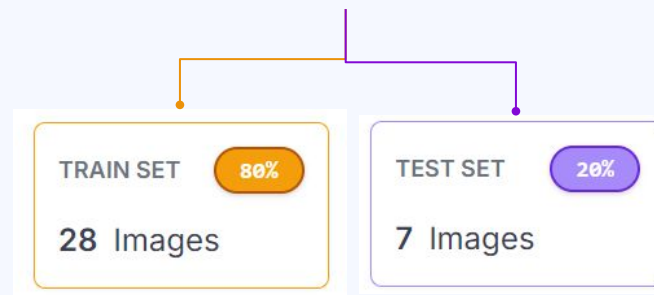 TRAIN SET 80%
28 Images
TEST SET 20%
7 Images